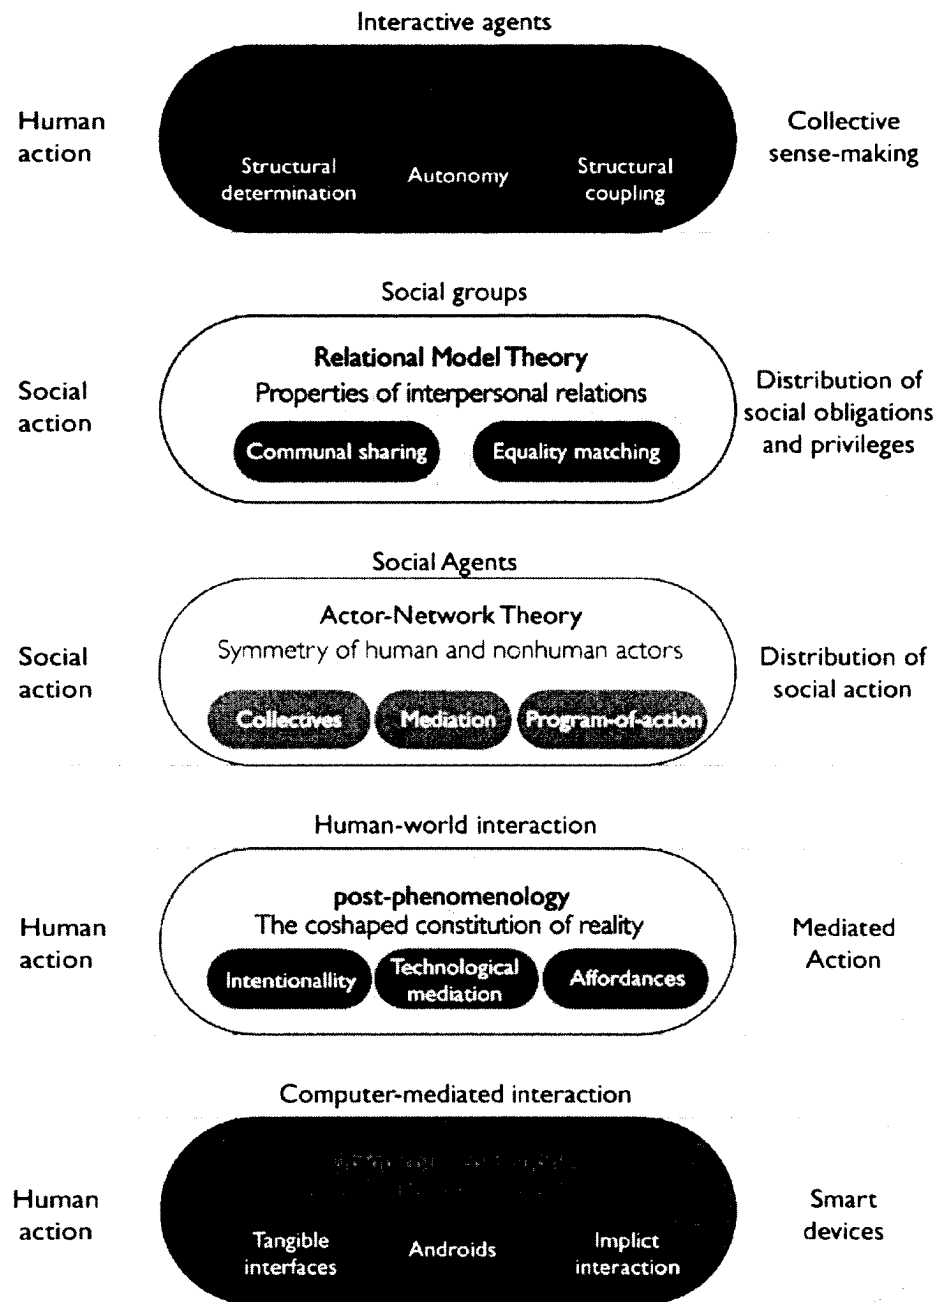 Interactive agents
Human
action
Structural
determination
Autonomy
Structural
coupling
Collective
sense-making
Social groups
Social
action
Relational Model Theory
Properties of interpersonal relations
Communal sharing
Equality matching
Distribution of
social obligations
and privileges
Social Agents
Social
action
Actor-Network Theory
Symmetry of human and nonhuman actors
Collectives
Mediation
Program-of-action
Distribution of
social action
Human-world interaction
Human
action
post-phenomenology
The coshaped constitution of reality
Intentionallity
Technological
mediation
Affordances
Mediated
Action
Computer-mediated interaction
Human
action
Tangible
interfaces
Androids
Implict
interaction
Smart
devices